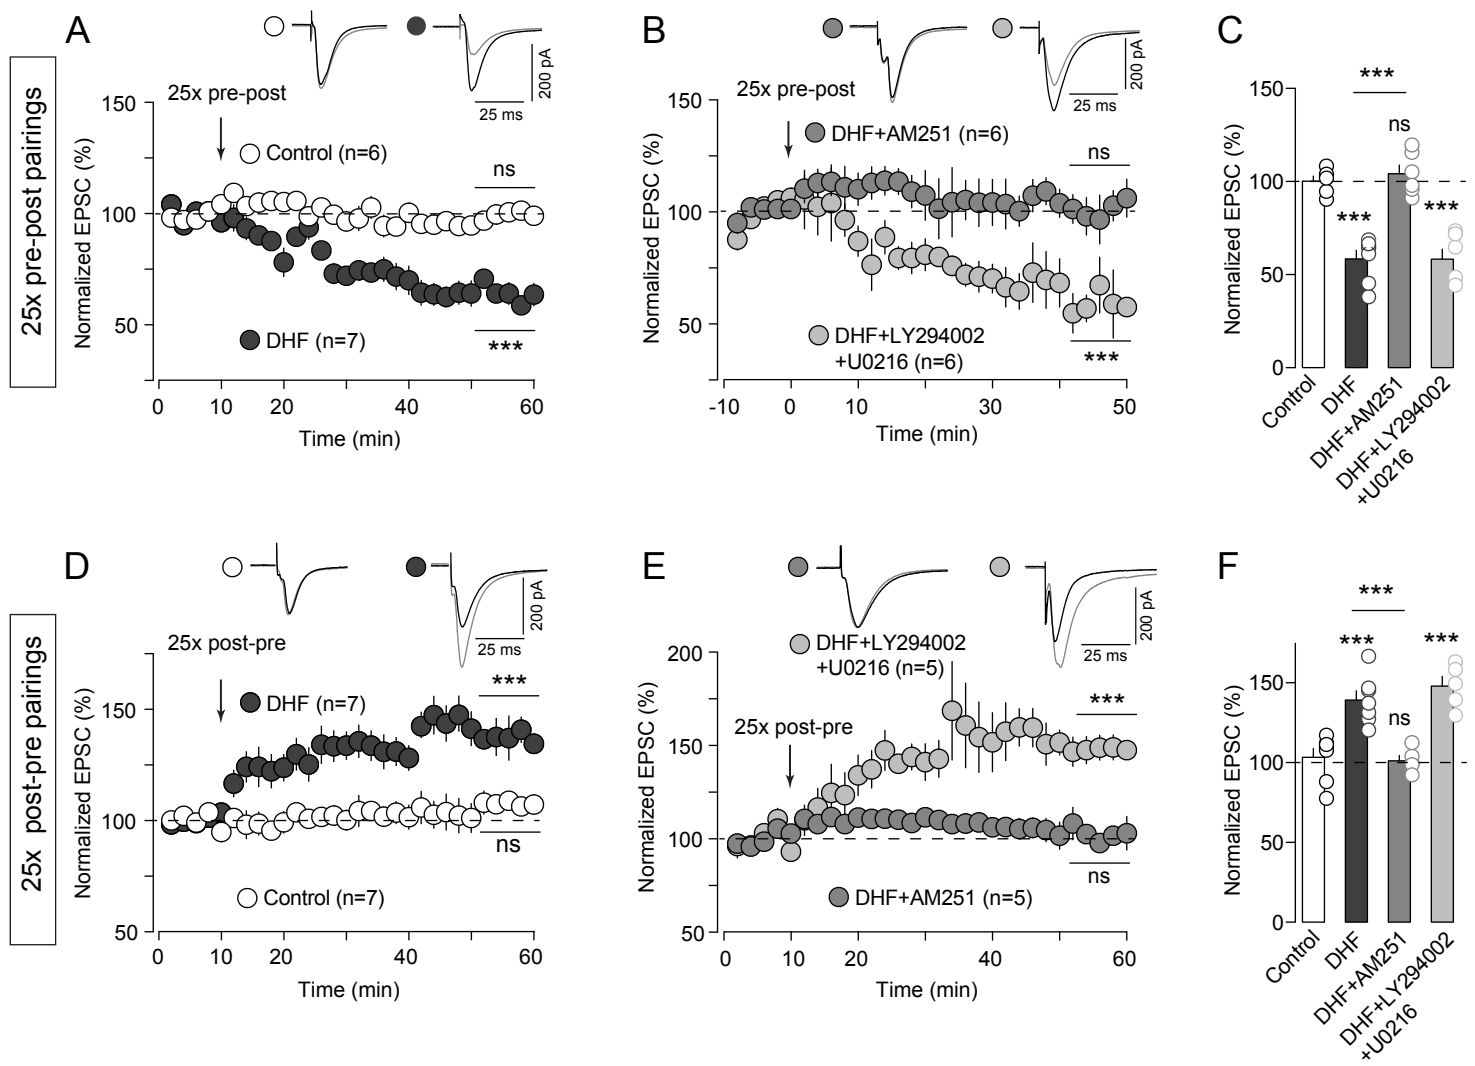 25x pre-post pairings
A
25x pre-post
200 pA
25 ms
Control (n=6)
ns
DHF (n=7)
***
Normalized EPSC (%)
150
100
50
0
20
40
60
Time (min)
B
25x pre-post
200 pA
25 ms
DHF+AM251 (n=6)
ns
DHF+LY294002
+U0216 (n=6)
***
Normalized EPSC (%)
150
100
50
-10
0
10
30
50
Time (min)
C
***
ns
***
***
Normalized EPSC (%)
150
100
50
0
Control
DHF
DHF+AM251
DHF+LY294002
+U0216
25x post-pre pairings
D
25x post-pre
200 pA
25 ms
DHF (n=7)
***
ns
Control (n=7)
Normalized EPSC (%)
150
100
50
0
20
40
60
Time (min)
E
200 pA
25 ms
DHF+LY294002
+U0216 (n=5)
25x post-pre
***
ns
DHF+AM251 (n=5)
Normalized EPSC (%)
200
150
100
50
0
20
40
60
Time (min)
F
***
***
***
ns
Normalized EPSC (%)
150
100
50
0
Control
DHF
DHF+AM251
DHF+LY294002
+U0216